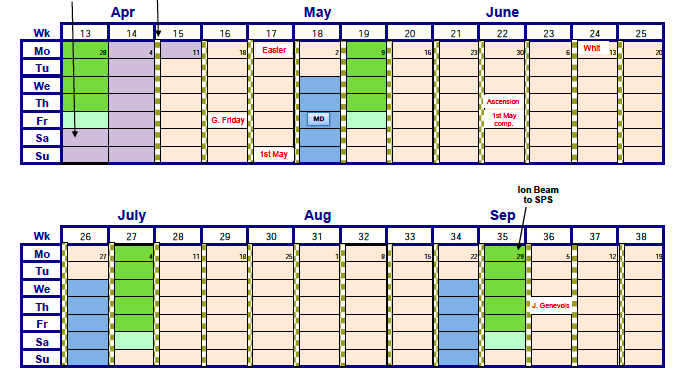 Apr May June
Wk 13 14 15 16 17 18 19 20 21 22 23 24 25
Mo 28 4 11 18 Easter 2 9 16 23 30 6 Whit 13 20
Tu
We
Th Ascension
Fr G. Friday MD 1st May comp.
Sa
Su 1st May
Ion Beam
to SPS
July Aug Sep
Wk 26 27 28 29 30 31 32 33 34 35 36 37 38
Mo 27 4 11 18 25 1 8 15 22 29 5 12 19
Tu
We
Th J. Genevois
Fr
Sa
Su